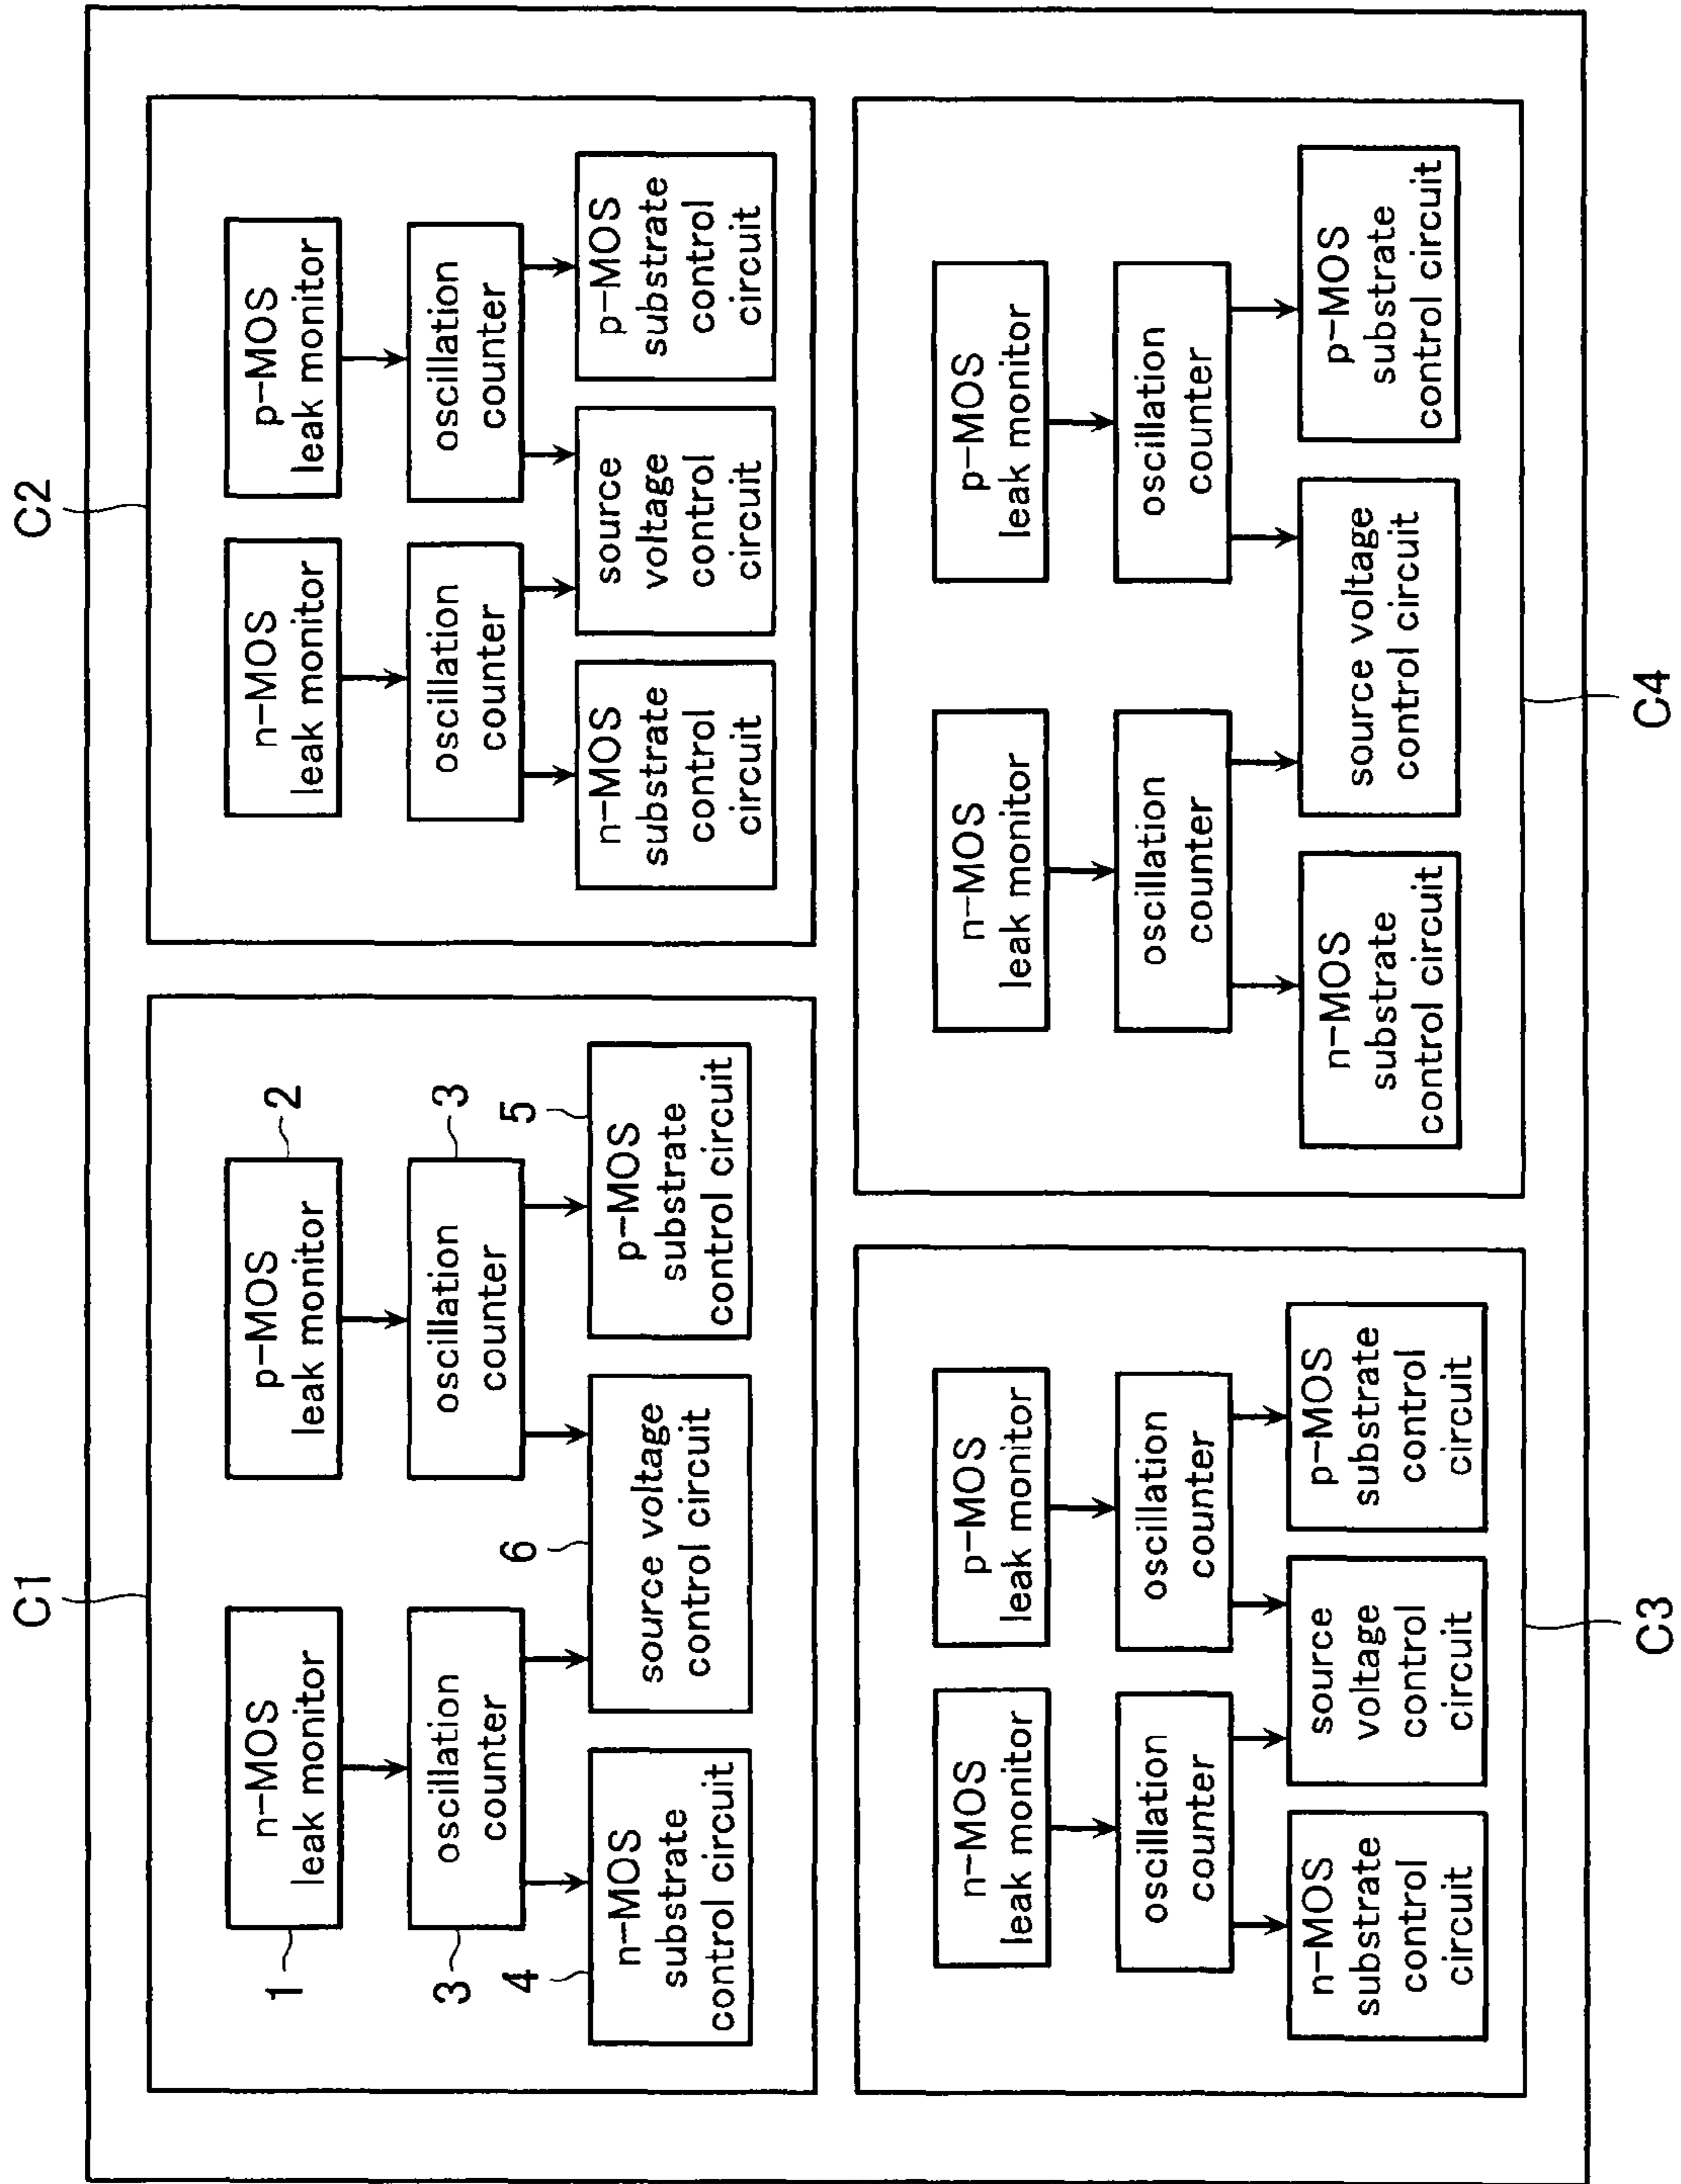 C1
1
n-MOS
leak monitor
2
p-MOS
leak monitor
3
oscillation
counter
3
oscillation
counter
4
n-MOS
substrate
control circuit
6
source voltage
control circuit
5
p-MOS
substrate
control circuit
C2
n-MOS
leak monitor
p-MOS
leak monitor
oscillation
counter
oscillation
counter
n-MOS
substrate
control
circuit
source
voltage
control
circuit
p-MOS
substrate
control
circuit
n-MOS
leak monitor
p-MOS
leak monitor
oscillation
counter
oscillation
counter
n-MOS
substrate
control
circuit
source
voltage
control
circuit
p-MOS
substrate
control
circuit
C3
n-MOS
leak monitor
p-MOS
leak monitor
oscillation
counter
oscillation
counter
n-MOS
substrate
control circuit
source voltage
control circuit
p-MOS
substrate
control circuit
C4